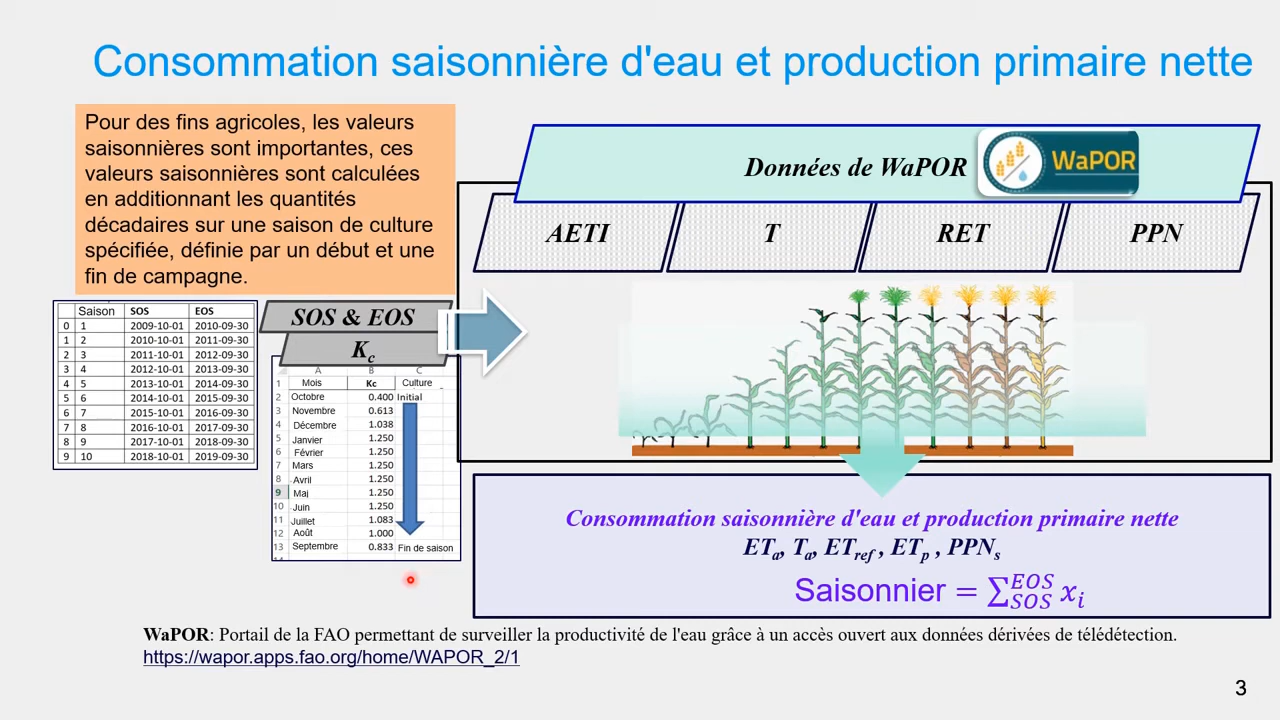 Consommation saisonnière d'eau et production primaire nette
Pour des fins agricoles, les valeurs
saisonnières sont importantes, ces
valeurs saisonnières sont calculées
en additionnant les quantités
décadaires sur une saison de culture
spécifiée, définie par un début et une
fin de campagne.
Données de WaPOR
WaPOR
AETI T RET PPN
Saison SOS EOS
0 1 2009-10-01 2010-09-30
1 2 2010-10-01 2011-09-30
2 3 2011-10-01 2012-09-30
3 4 2012-10-01 2013-09-30
4 5 2013-10-01 2014-09-30
5 6 2014-10-01 2015-09-30
6 7 2015-10-01 2016-09-30
7 8 2016-10-01 2017-09-30
8 9 2017-10-01 2018-09-30
9 10 2018-10-01 2019-09-30
SOS & EOS
Kc
A B C
1 Mois Kc Culture
2 Octobre 0.400 Initial
3 Novembre 0.613
4 Décembre 1.038
5 Janvier 1.250
6 Février 1.250
7 Mars 1.250
8 Avril 1.250
9 Mai 1.250
10 Juin 1.250
11 Juillet 1.083
12 Août 1.000
13 Septembre 0.833 Fin de saison
Consommation saisonnière d'eau et production primaire nette
ETa, Ta, ETref , ETp , PPNs
Saisonnier = ∑ EOS SOS xi
WaPOR: Portail de la FAO permettant de surveiller la productivité de l'eau grâce à un accès ouvert aux données dérivées de télédétection.
https://wapor.apps.fao.org/home/WAPOR_2/1
3